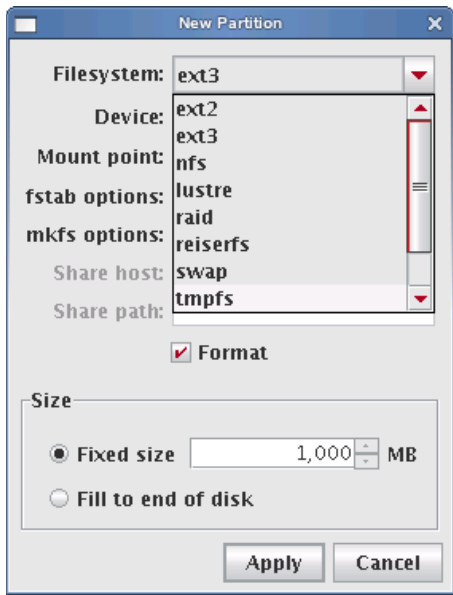 New Partition
Filesystem: ext3
Device: ext2
ext3
Mount point: nfs
fstab options: lustre
raid
mkfs options: reiserfs
Share host: swap
Share path: tmpfs
Format
Size
Fixed size 1,000 MB
Fill to end of disk
Apply Cancel